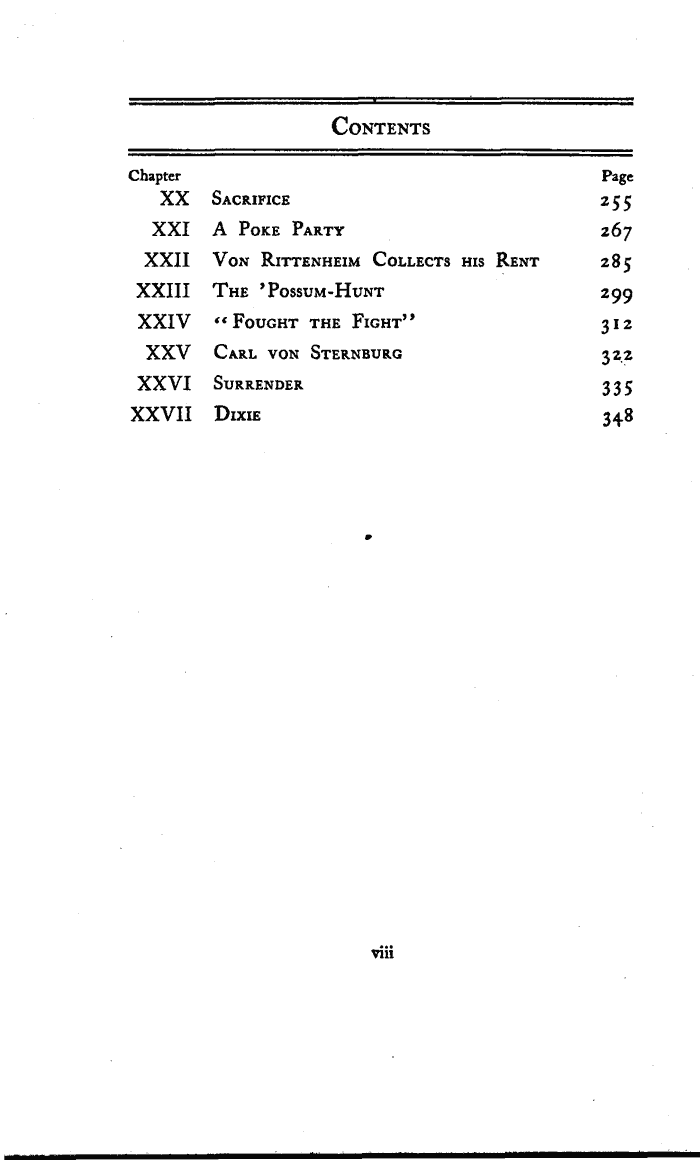 Contents
Chapter Page
XX Sacrifice 255
XXI A Poke Party 267
XXII Von Rittenheim Collects his Rent 285
XXIII The 'Possum-Hunt 299
XXIV “Fought the Fight” 312
XXV Carl von Sternburg 322
XXVI Surrender 335
XXVII Dixie 348
viii